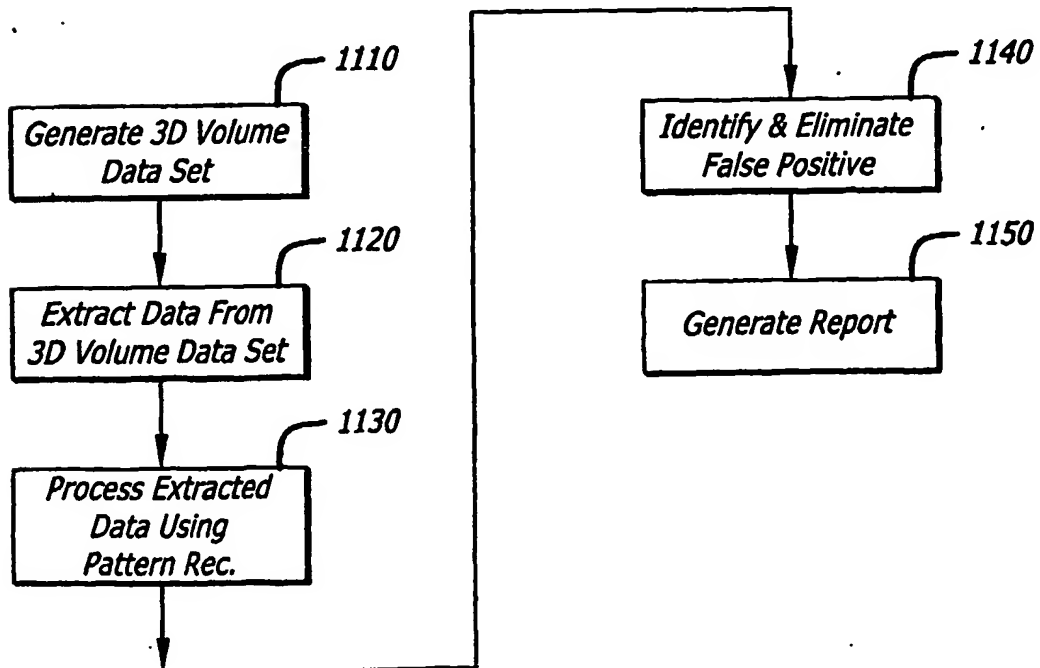 1110
Generate 3D Volume
Data Set
1120
Extract Data From
3D Volume Data Set
1130
Process Extracted
Data Using
Pattern Rec.
1140
Identify & Eliminate
False Positive
1150
Generate Report